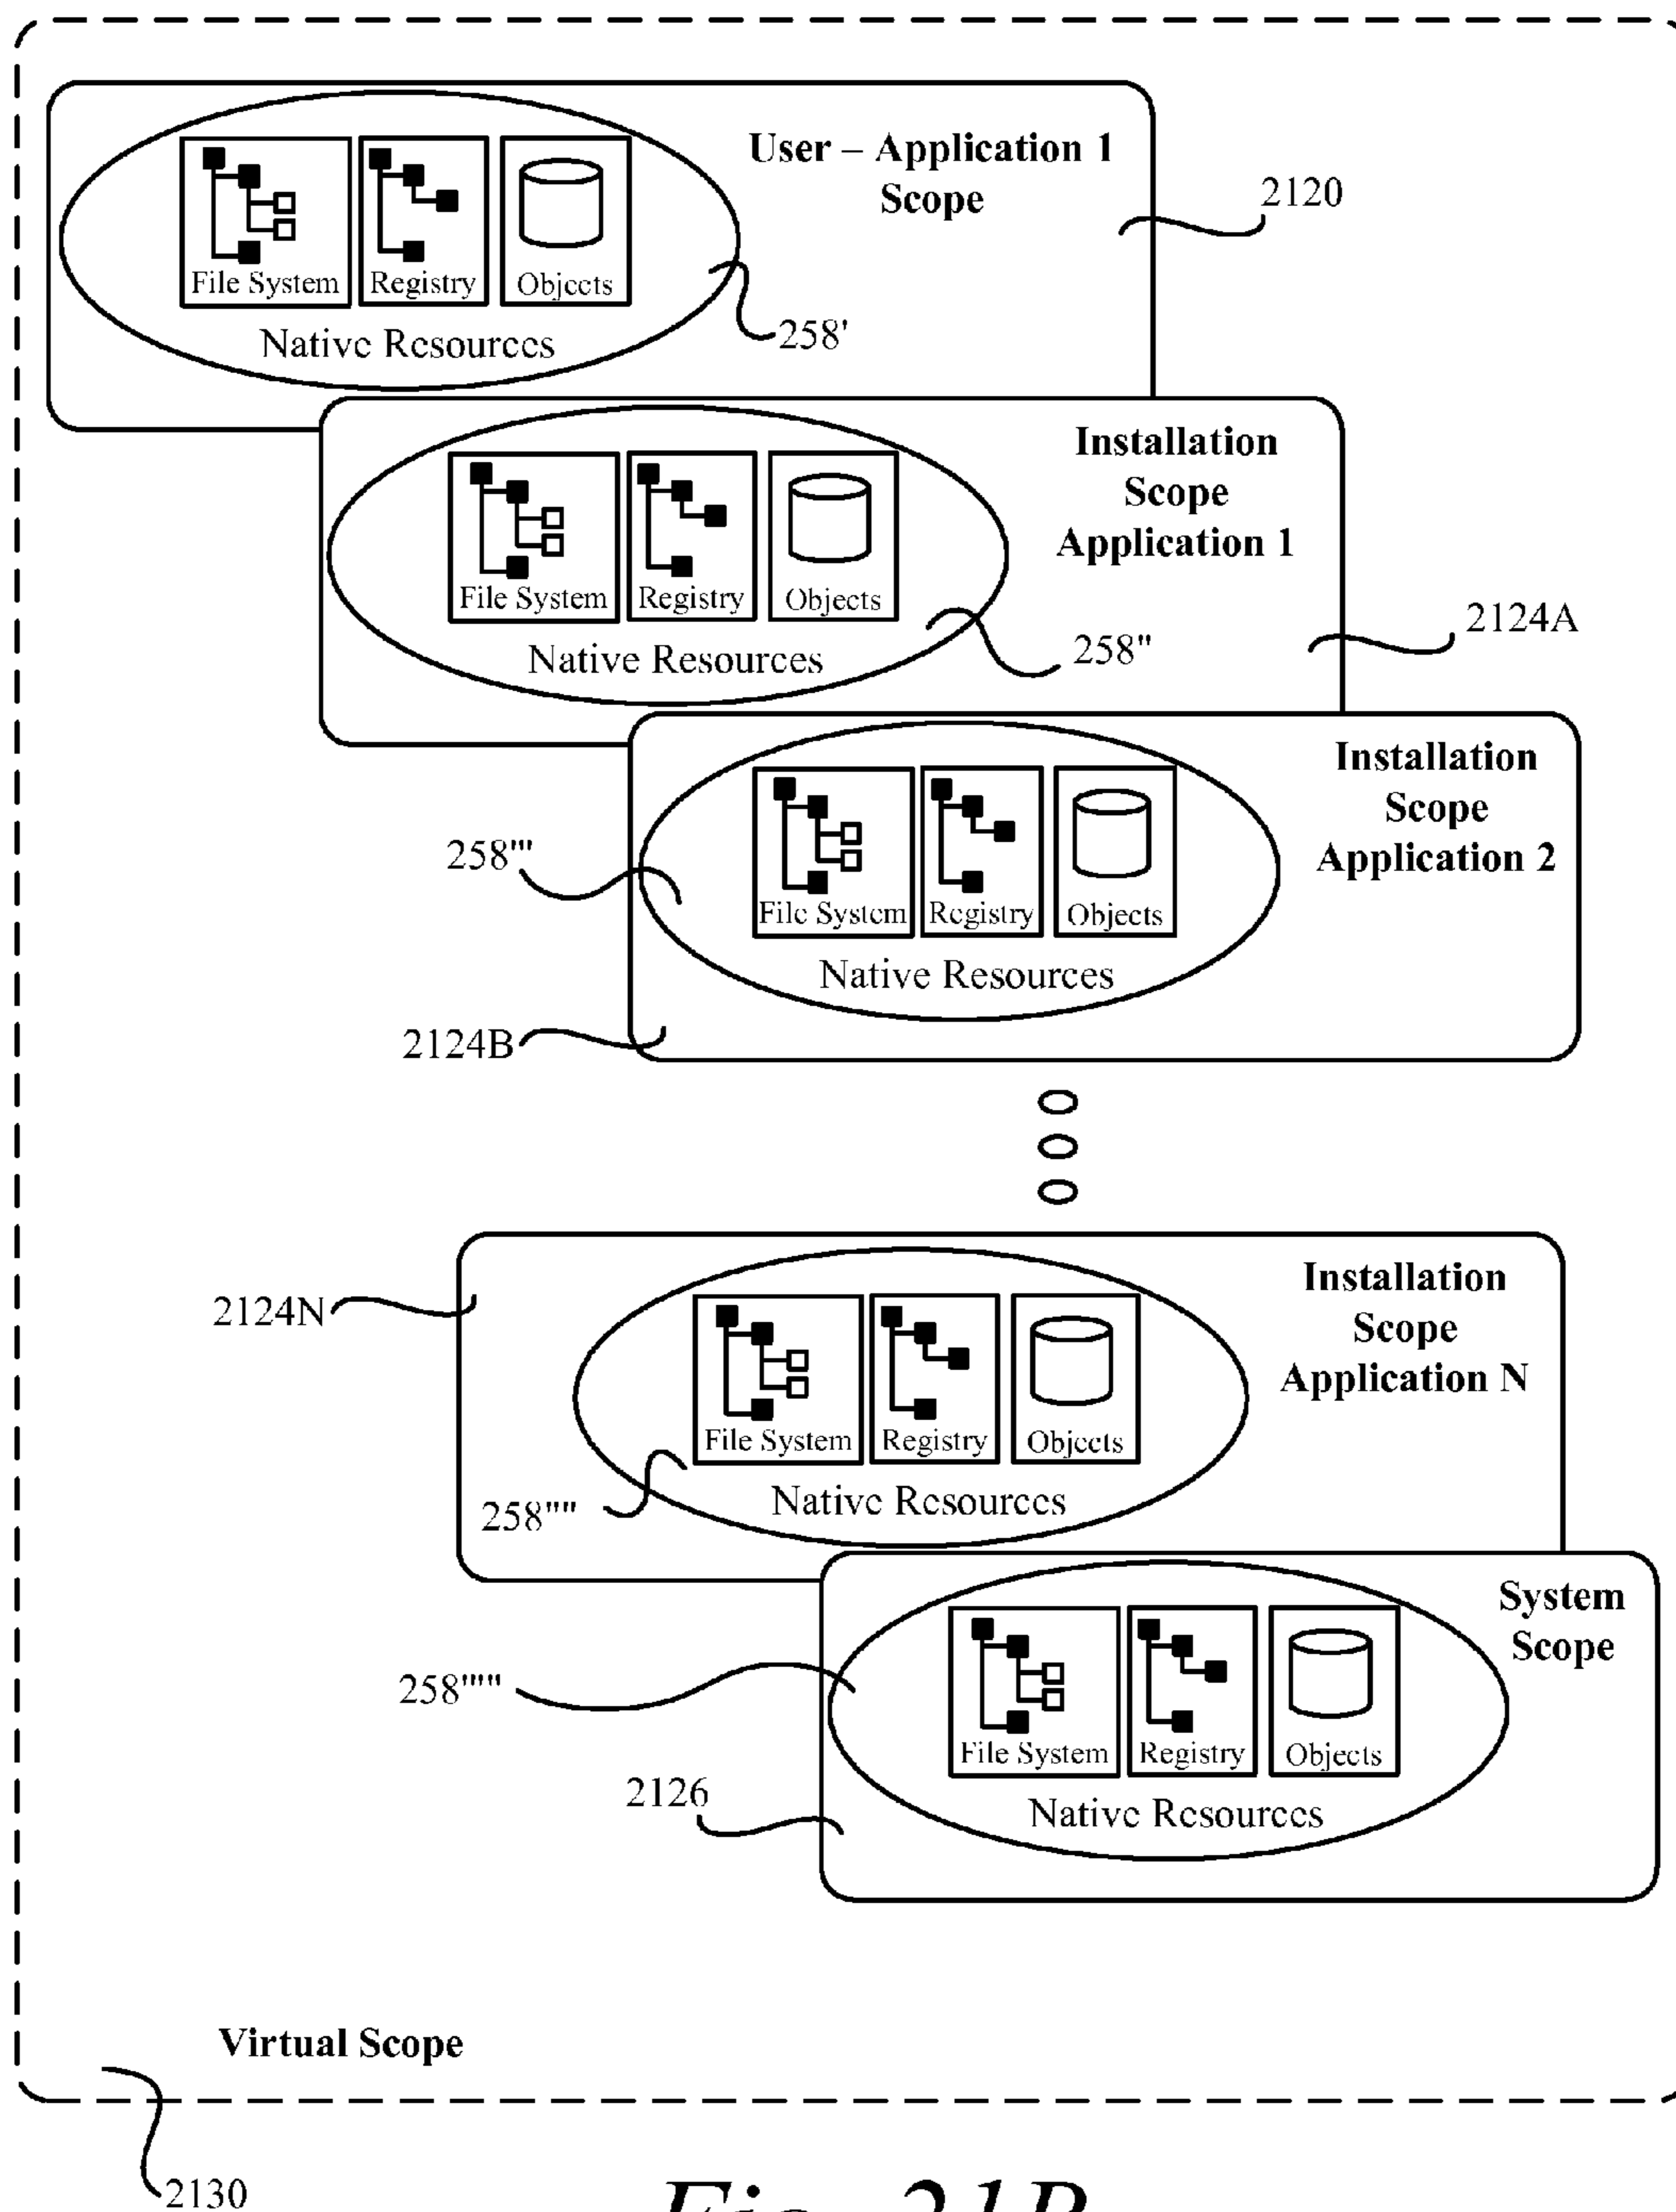 User – Application 1
Scope
2120
File System
Registry
Objects
Native Resources
258'
Installation
Scope
Application 1
2124A
File System
Registry
Objects
Native Resources
258"
Installation
Scope
Application 2
258'''
File System
Registry
Objects
Native Resources
2124B
Installation
Scope
Application N
2124N
File System
Registry
Objects
Native Resources
258""
System
Scope
258""'
File System
Registry
Objects
Native Resources
2126
Virtual Scope
2130
Fig. 21B